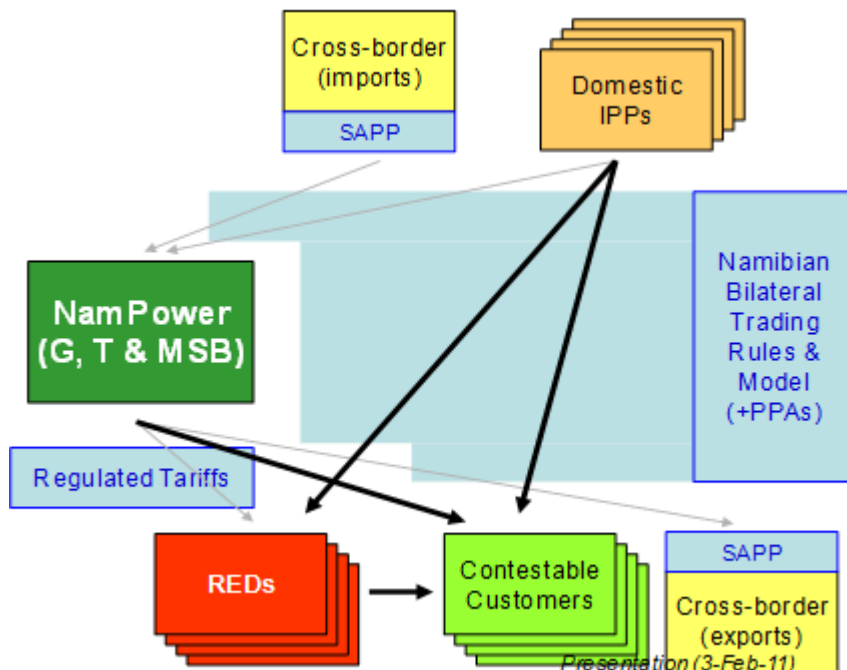 Cross-border
(imports)
SAPP
Domestic
IPPs
NamPower
(G, T & MSB)
Namibian
Bilateral
Trading
Rules &
Model
(+PPAs)
Regulated Tariffs
REDs
Contestable
Customers
SAPP
Cross-border
(exports)
Presentation (3-Feb-11)